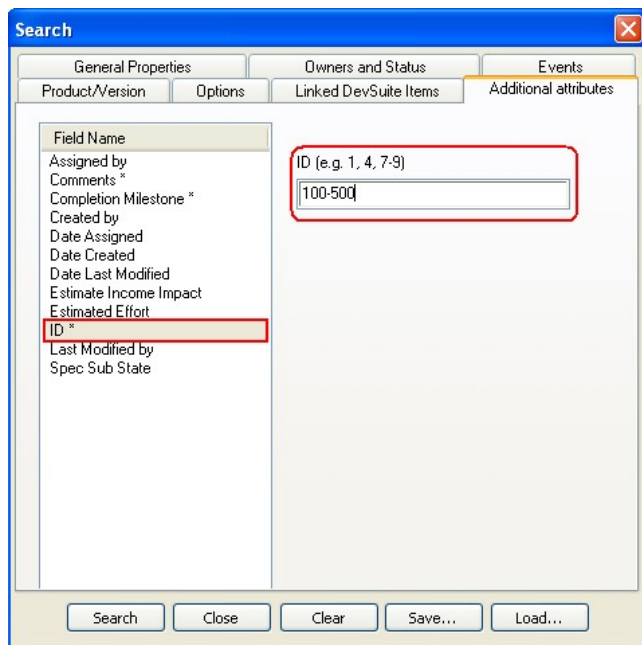 Search
General Properties Owners and Status Events
Product/Version Options Linked DevSuite Items Additional attributes
Field Name
Assigned by
Comments *
Completion Milestone *
Created by
Date Assigned
Date Created
Date Last Modified
Estimate Income Impact
Estimated Effort
ID *
Last Modified by
Spec Sub State
ID (e.g. 1, 4, 7-9)
100-500
Search Close Clear Save... Load...